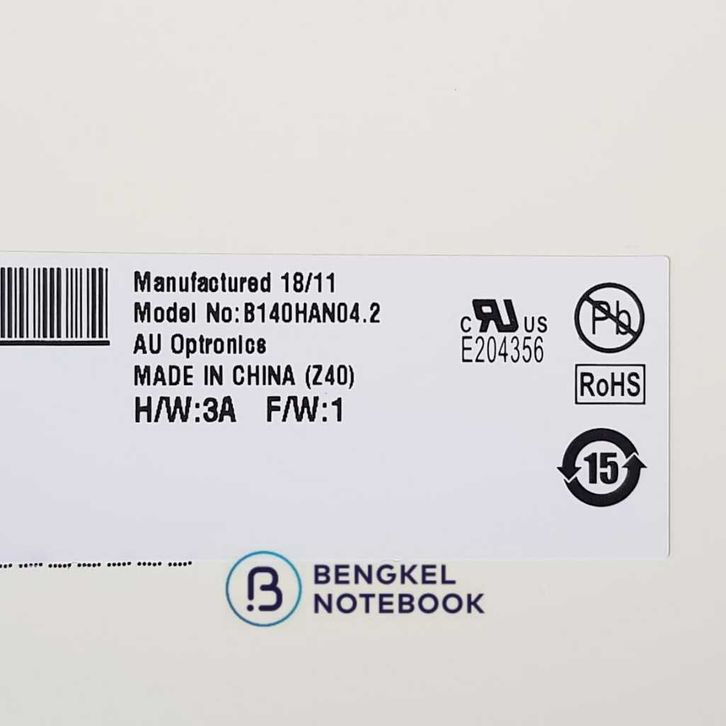 Manufactured 18/11
Model No:B140HAN04.2
AU Optronics
MADE IN CHINA (Z40)
H/W:3A F/W:1
c RU US
E204356
Pb
RoHS
15
B BENGKEL
NOTEBOOK